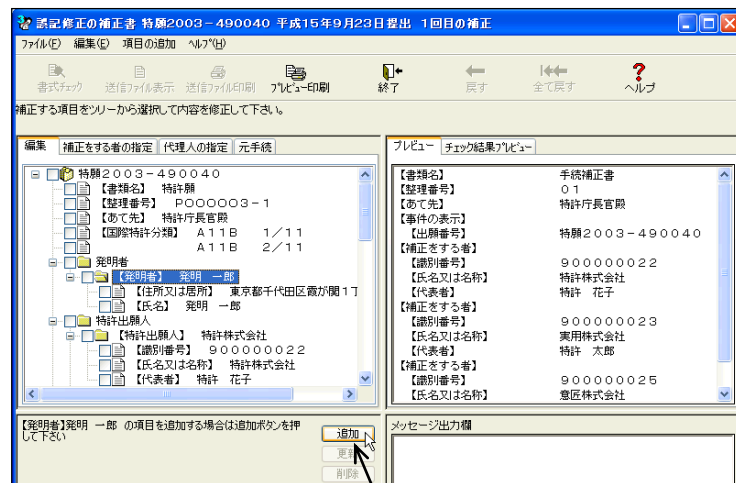 誤記修正の補正書 特願2003-490040 平成15年9月23日提出 1回目の補正
ファイル(F) 編集(E) 項目の追加 ヘルプ(H)
書式チェック 送信ファイル表示 送信ファイル印刷 プレビュー印刷 終了 戻す 全て戻す ヘルプ
補正する項目をツリーから選択して内容を修正して下さい。
編集 補正をする者の指定 代理人の指定 元手続
特願2003-490040
【書類名】 特許願
【整理番号】 PO00003-1
【あて先】 特許庁長官殿
【国際特許分類】 A11B 1/11
A11B 2/11
発明者
【発明者】 発明 一郎
【住所又は居所】 東京都千代田区霞が関1丁
【氏名】 発明 一郎
特許出願人
【特許出願人】 特許株式会社
【識別番号】 900000022
【氏名又は名称】 特許株式会社
【代表者】 特許 花子
プレビュー チェック結果プレビュー
【書類名】 手続補正書
【整理番号】 01
【あて先】 特許庁長官殿
【事件の表示】
【出願番号】 特願2003-490040
【補正をする者】
【識別番号】 900000022
【氏名又は名称】 特許株式会社
【代表者】 特許 花子
【補正をする者】
【識別番号】 900000023
【氏名又は名称】 実用株式会社
【代表者】 特許 太郎
【補正をする者】
【識別番号】 900000025
【氏名又は名称】 意匠株式会社
【発明者】発明 一郎 の項目を追加する場合は追加ボタンを押
して下さい
追加
更新
削除
メッセージ出力欄